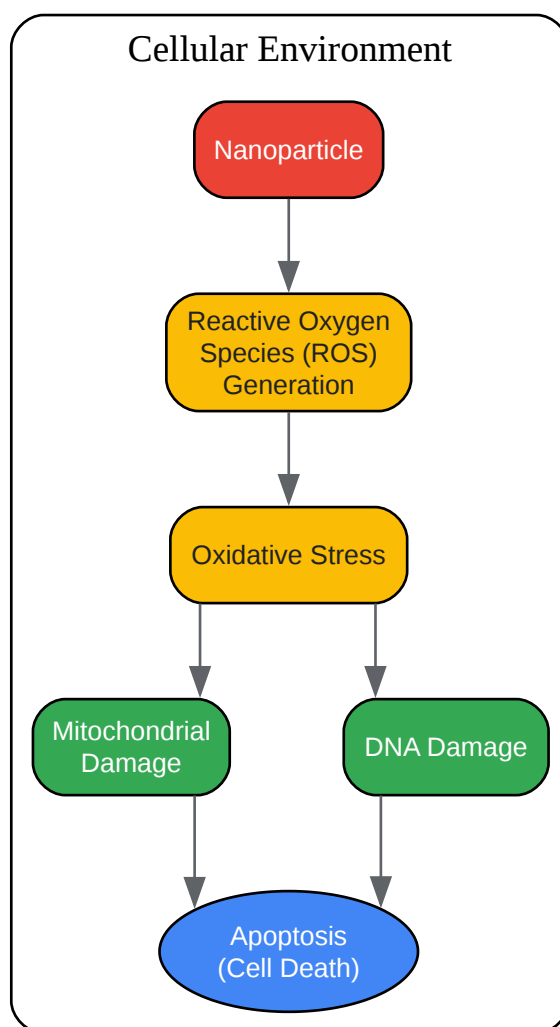 Cellular Environment
Nanoparticle
Reactive Oxygen
Species (ROS)
Generation
Oxidative Stress
Mitochondrial
Damage
DNA Damage
Apoptosis
(Cell Death)